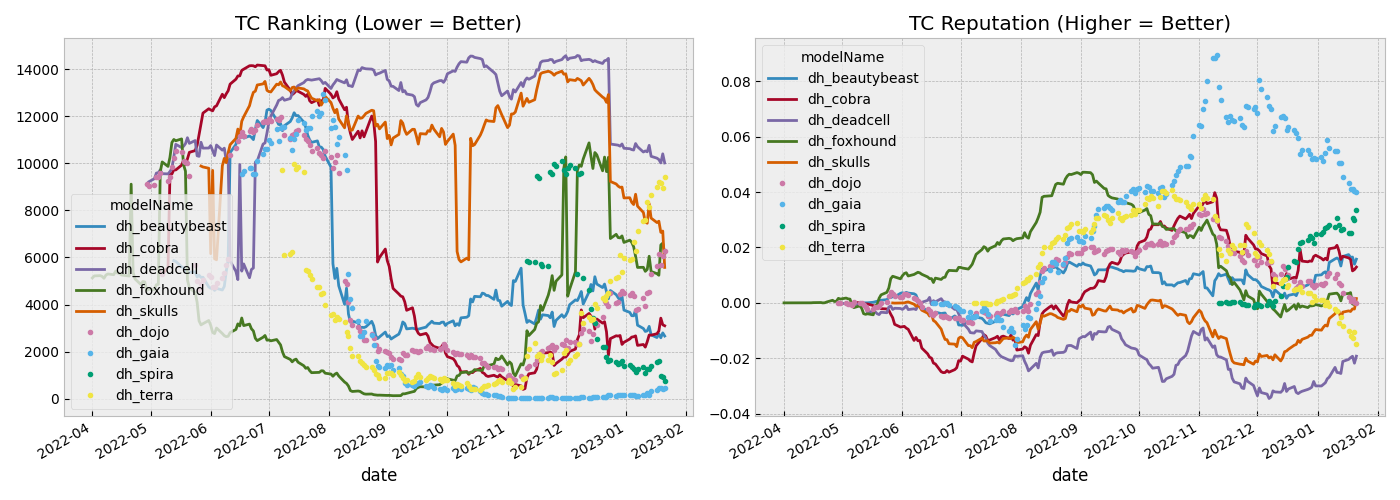 TC Ranking (Lower = Better)
14000
12000
10000
8000
6000
4000
2000
0
modelName
dh_beautybeast
dh_cobra
dh_deadcell
dh_foxhound
dh_skulls
dh_dojo
dh_gaia
dh_spira
dh_terra
2022-04
2022-05
2022-06
2022-07
2022-08
2022-09
2022-10
2022-11
2022-12
2023-01
2023-02
date
TC Reputation (Higher = Better)
0.08
0.06
0.04
0.02
0.00
−0.02
−0.04
modelName
dh_beautybeast
dh_cobra
dh_deadcell
dh_foxhound
dh_skulls
dh_dojo
dh_gaia
dh_spira
dh_terra
2022-04
2022-05
2022-06
2022-07
2022-08
2022-09
2022-10
2022-11
2022-12
2023-01
2023-02
date